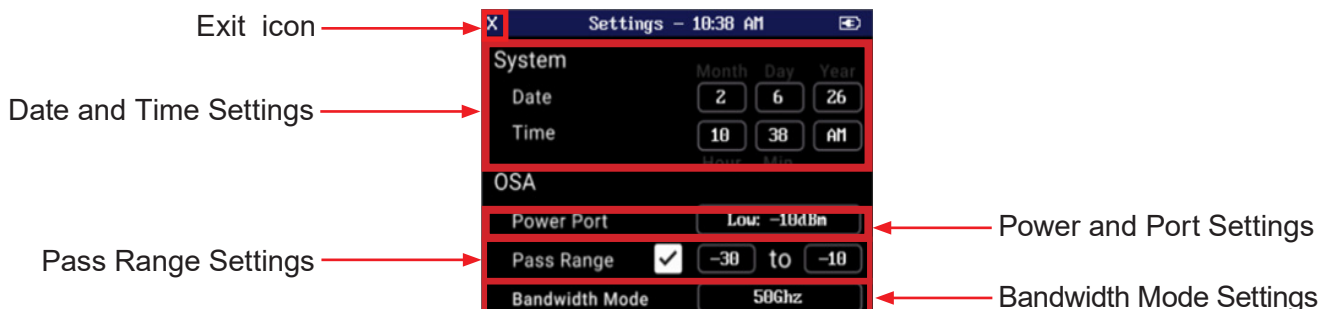 Exit icon
X Settings - 10:38 AM
System
Month Day Year
Date and Time Settings
Date 2 6 26
Time 10 38 AM
Hour Min
OSA
Power Port Low: -10dBm
Power and Port Settings
Pass Range Settings
Pass Range -30 to -10
Bandwidth Mode 50Ghz
Bandwidth Mode Settings